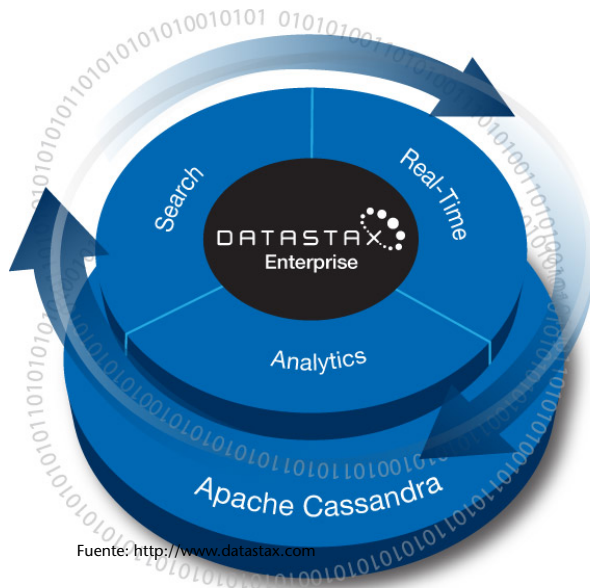 Search
Real-Time
DATASTAX
Enterprise
Analytics
Apache Cassandra
Fuente: http://www.datastax.com